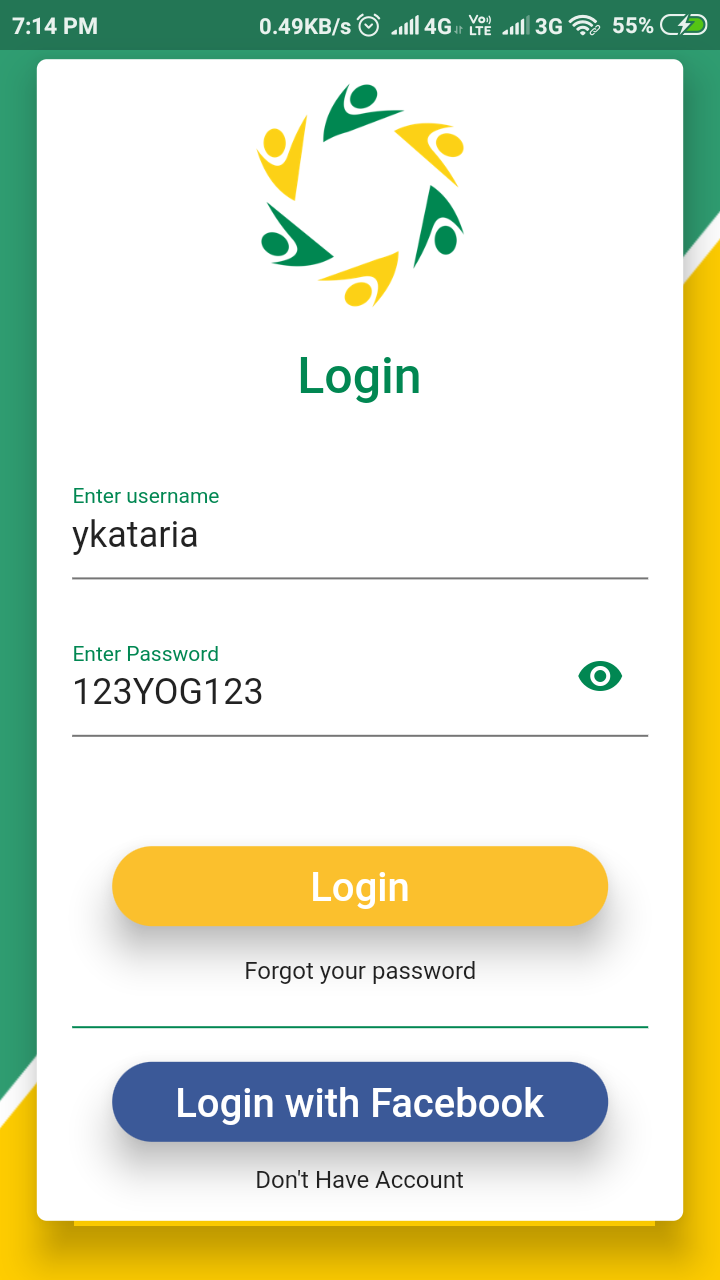 7:14 PM 0.49KB/s 4G Vo) LTE 3G 55%
Login
Enter username
ykataria
Enter Password
123YOG123
Login
Forgot your password
Login with Facebook
Don't Have Account